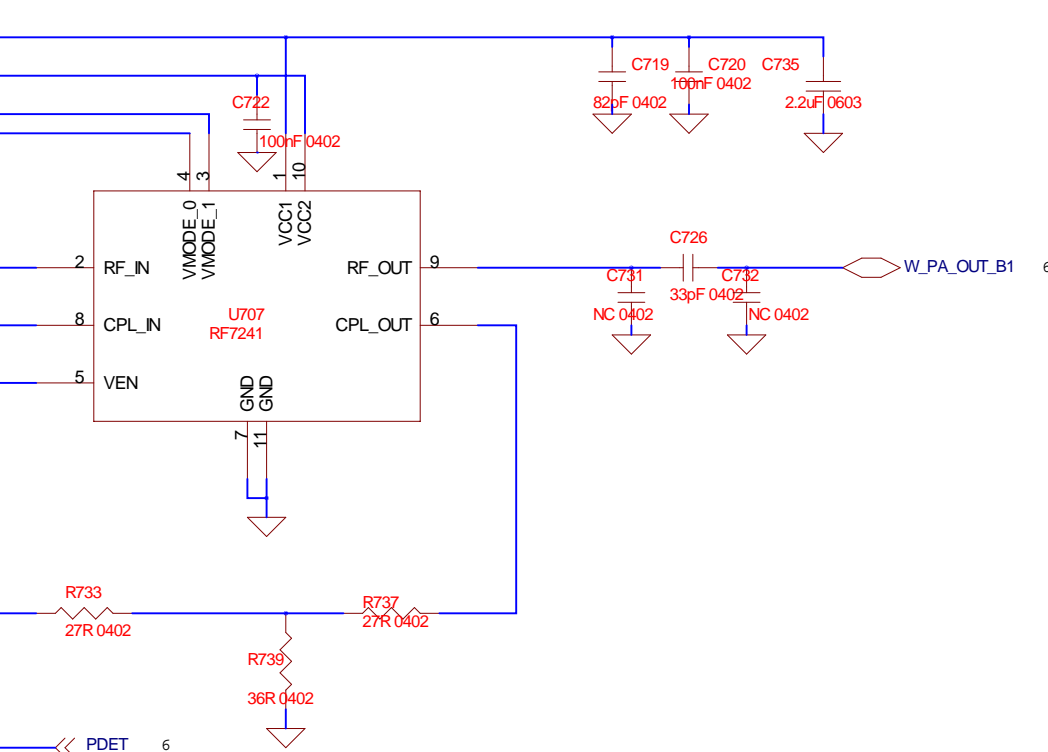 C719
C720
C735
82pF 0402
100nF 0402
2.2uF 0603
C722
100nF 0402
4
3
1
10
VMODE_0
VMODE_1
VCC1
VCC2
2
RF_IN
RF_OUT
9
8
CPL_IN
CPL_OUT
6
5
VEN
U707
RF7241
GND
GND
7
11
C726
C731
C732
33pF 0402
NC 0402
NC 0402
W_PA_OUT_B1
6
R733
27R 0402
R737
27R 0402
R739
36R 0402
PDET
6